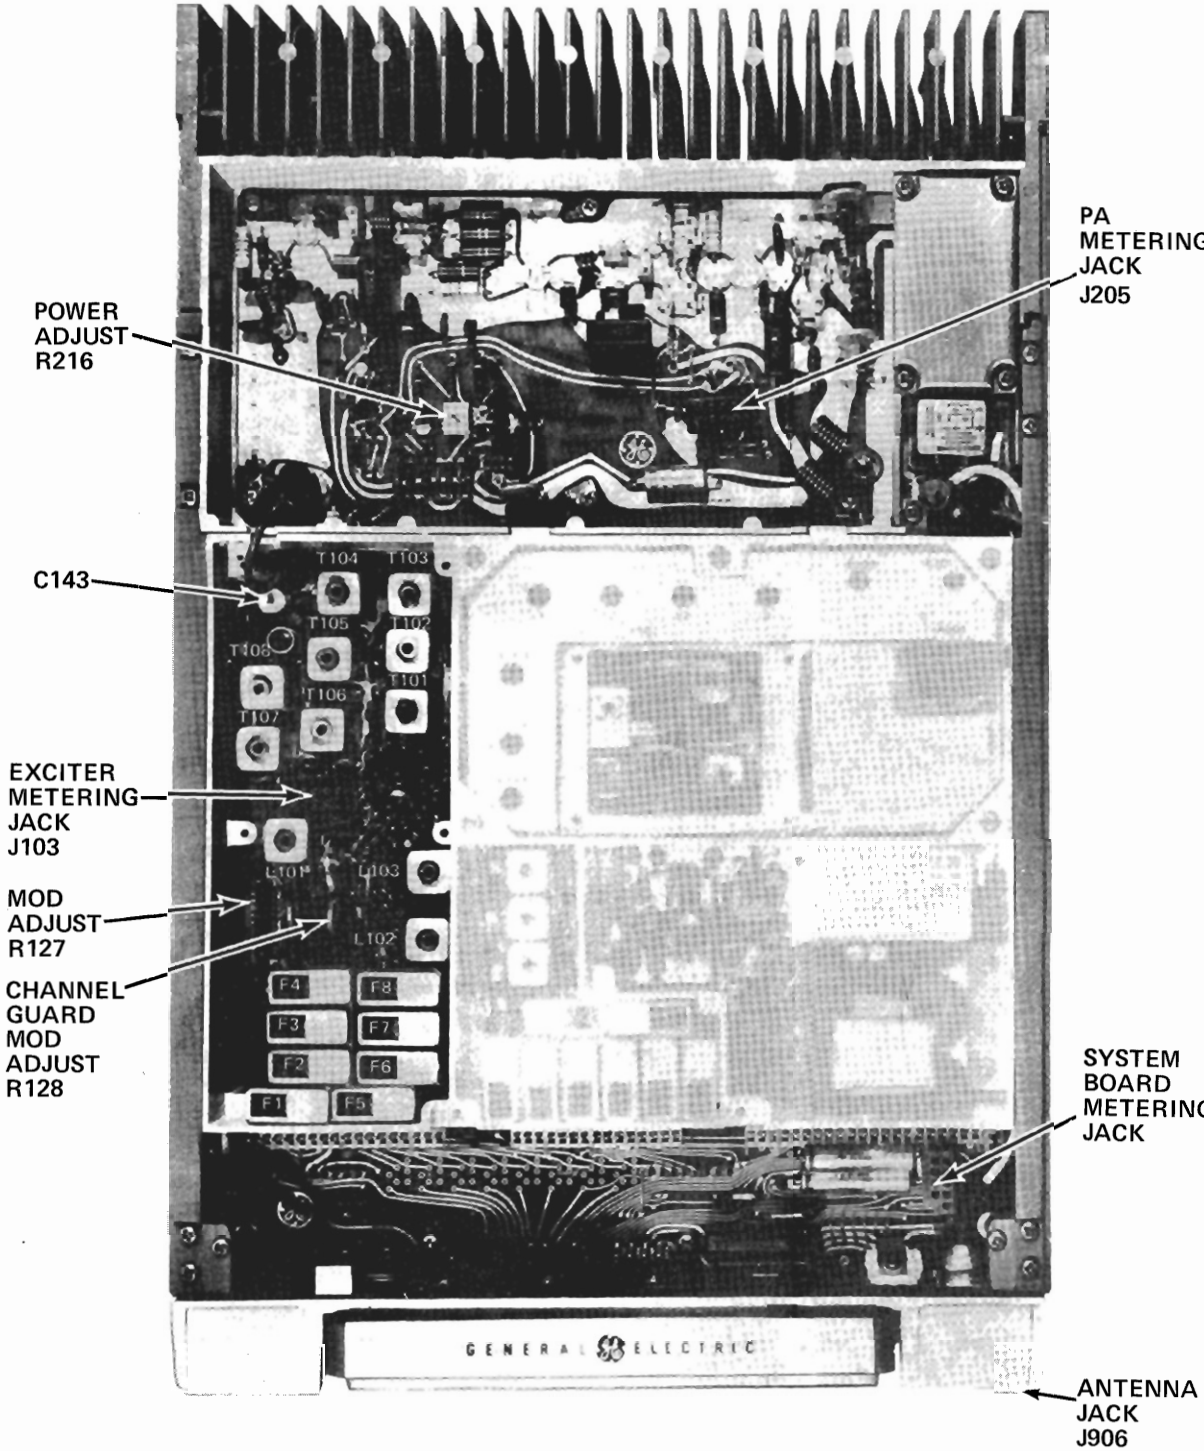 PA
METERING
JACK
J205
POWER
ADJUST
R216
C143
T104
T103
T105
T102
T108
T106
T101
T107
EXCITER
METERING
JACK
J103
L101
L103
MOD
ADJUST
R127
L102
CHANNEL
GUARD
MOD
ADJUST
R128
F4
F8
F3
F7
F2
F6
F1
F5
SYSTEM
BOARD
METERING
JACK
GENERAL GE ELECTRIC
ANTENNA
JACK
J906